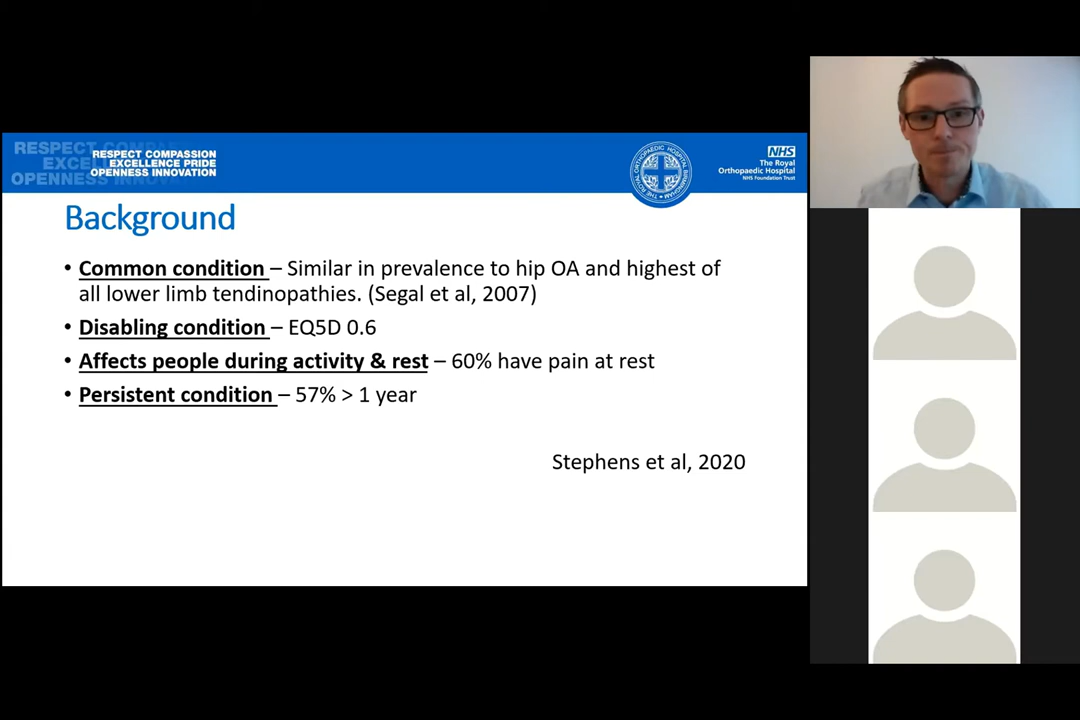 RESPECT COMPASSION
EXCELLENCE PRIDE
OPENNESS INNOVATION
NHS
The Royal
Orthopaedic Hospital
NHS Foundation Trust
Background
• Common condition – Similar in prevalence to hip OA and highest of
all lower limb tendinopathies. (Segal et al, 2007)
• Disabling condition – EQ5D 0.6
• Affects people during activity & rest – 60% have pain at rest
• Persistent condition – 57% > 1 year
Stephens et al, 2020